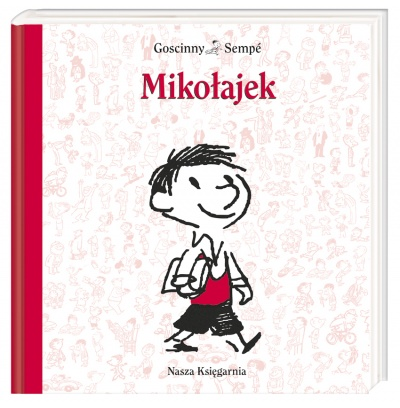 Goscinny Sempé
Mikołajek
Nasza Księgarnia